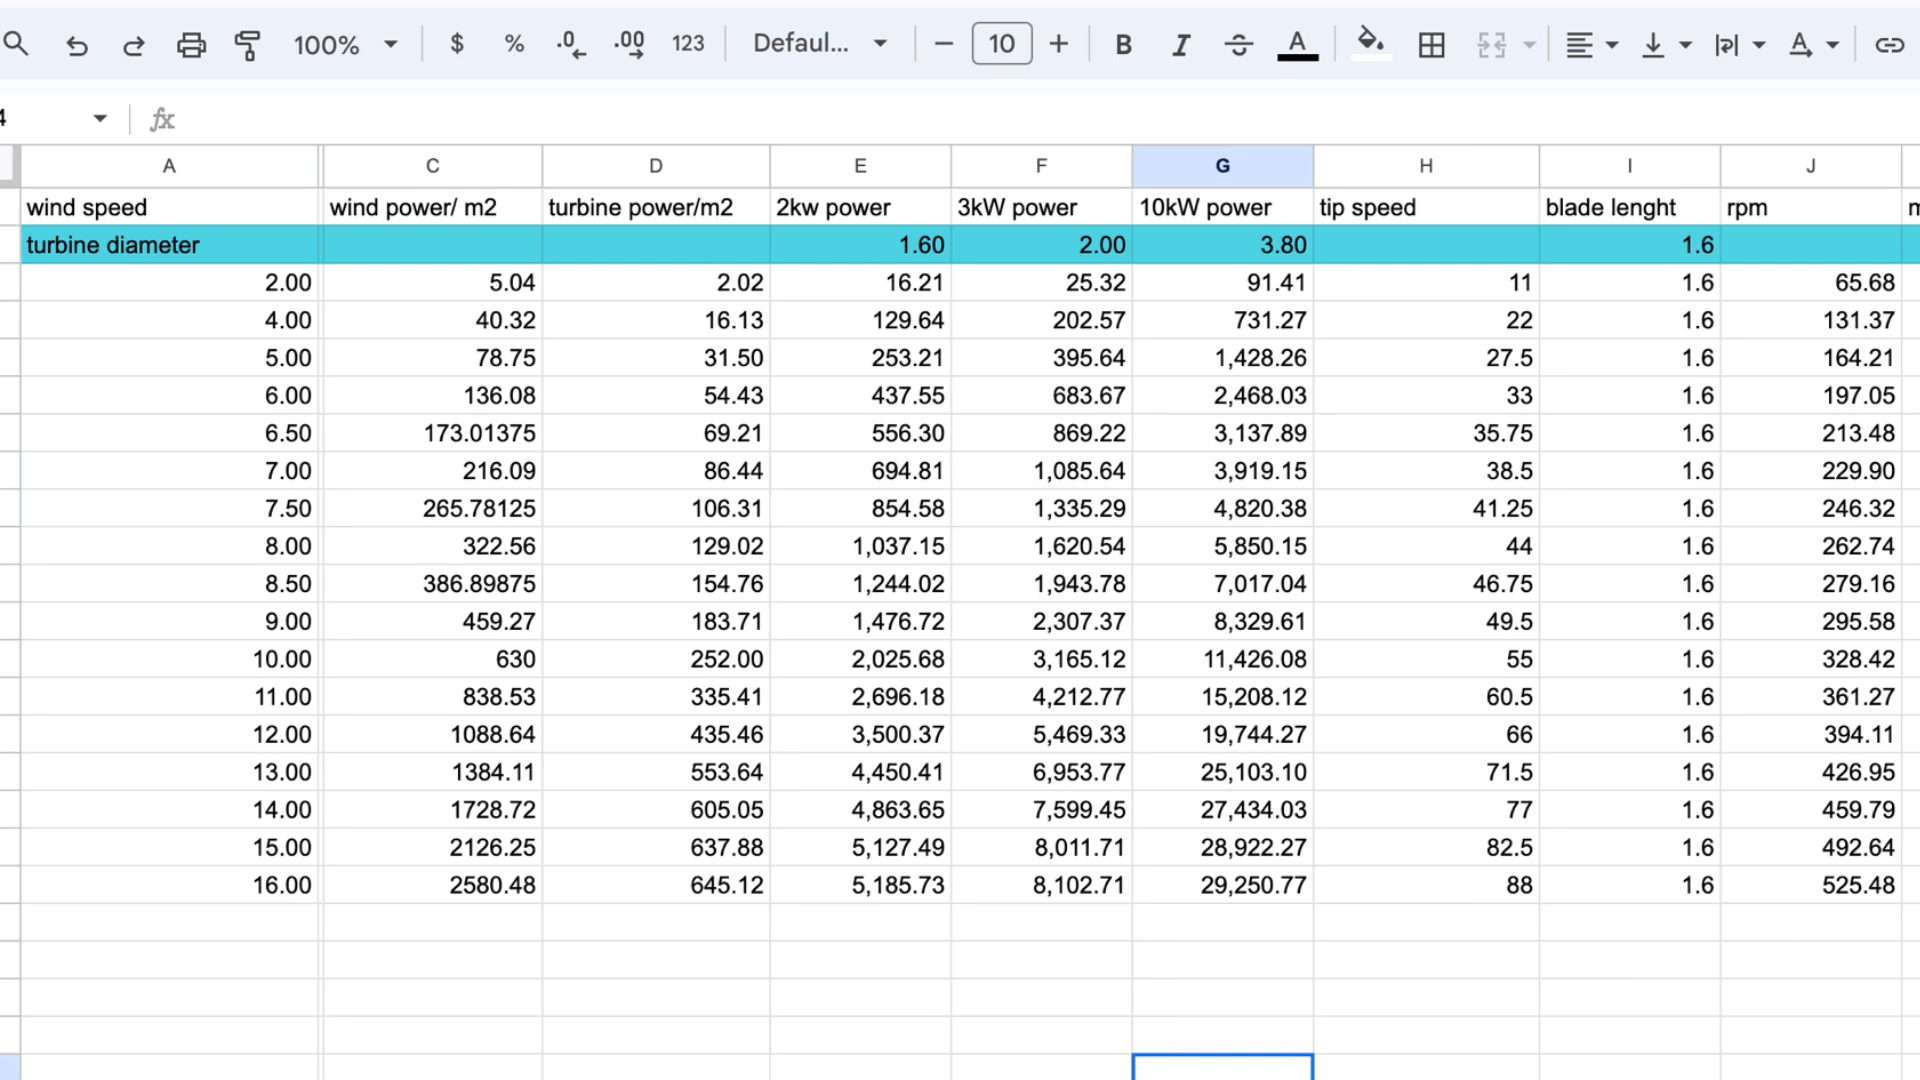 100% $ % .0 .00 123 Defaul... 10 B I A A
4 fx
A C D E F G H I J
wind speed wind power/ m2 turbine power/m2 2kw power 3kW power 10kW power tip speed blade lenght rpm
turbine diameter 1.60 2.00 3.80 1.6
2.00 5.04 2.02 16.21 25.32 91.41 11 1.6 65.68
4.00 40.32 16.13 129.64 202.57 731.27 22 1.6 131.37
5.00 78.75 31.50 253.21 395.64 1,428.26 27.5 1.6 164.21
6.00 136.08 54.43 437.55 683.67 2,468.03 33 1.6 197.05
6.50 173.01375 69.21 556.30 869.22 3,137.89 35.75 1.6 213.48
7.00 216.09 86.44 694.81 1,085.64 3,919.15 38.5 1.6 229.90
7.50 265.78125 106.31 854.58 1,335.29 4,820.38 41.25 1.6 246.32
8.00 322.56 129.02 1,037.15 1,620.54 5,850.15 44 1.6 262.74
8.50 386.89875 154.76 1,244.02 1,943.78 7,017.04 46.75 1.6 279.16
9.00 459.27 183.71 1,476.72 2,307.37 8,329.61 49.5 1.6 295.58
10.00 630 252.00 2,025.68 3,165.12 11,426.08 55 1.6 328.42
11.00 838.53 335.41 2,696.18 4,212.77 15,208.12 60.5 1.6 361.27
12.00 1088.64 435.46 3,500.37 5,469.33 19,744.27 66 1.6 394.11
13.00 1384.11 553.64 4,450.41 6,953.77 25,103.10 71.5 1.6 426.95
14.00 1728.72 605.05 4,863.65 7,599.45 27,434.03 77 1.6 459.79
15.00 2126.25 637.88 5,127.49 8,011.71 28,922.27 82.5 1.6 492.64
16.00 2580.48 645.12 5,185.73 8,102.71 29,250.77 88 1.6 525.48